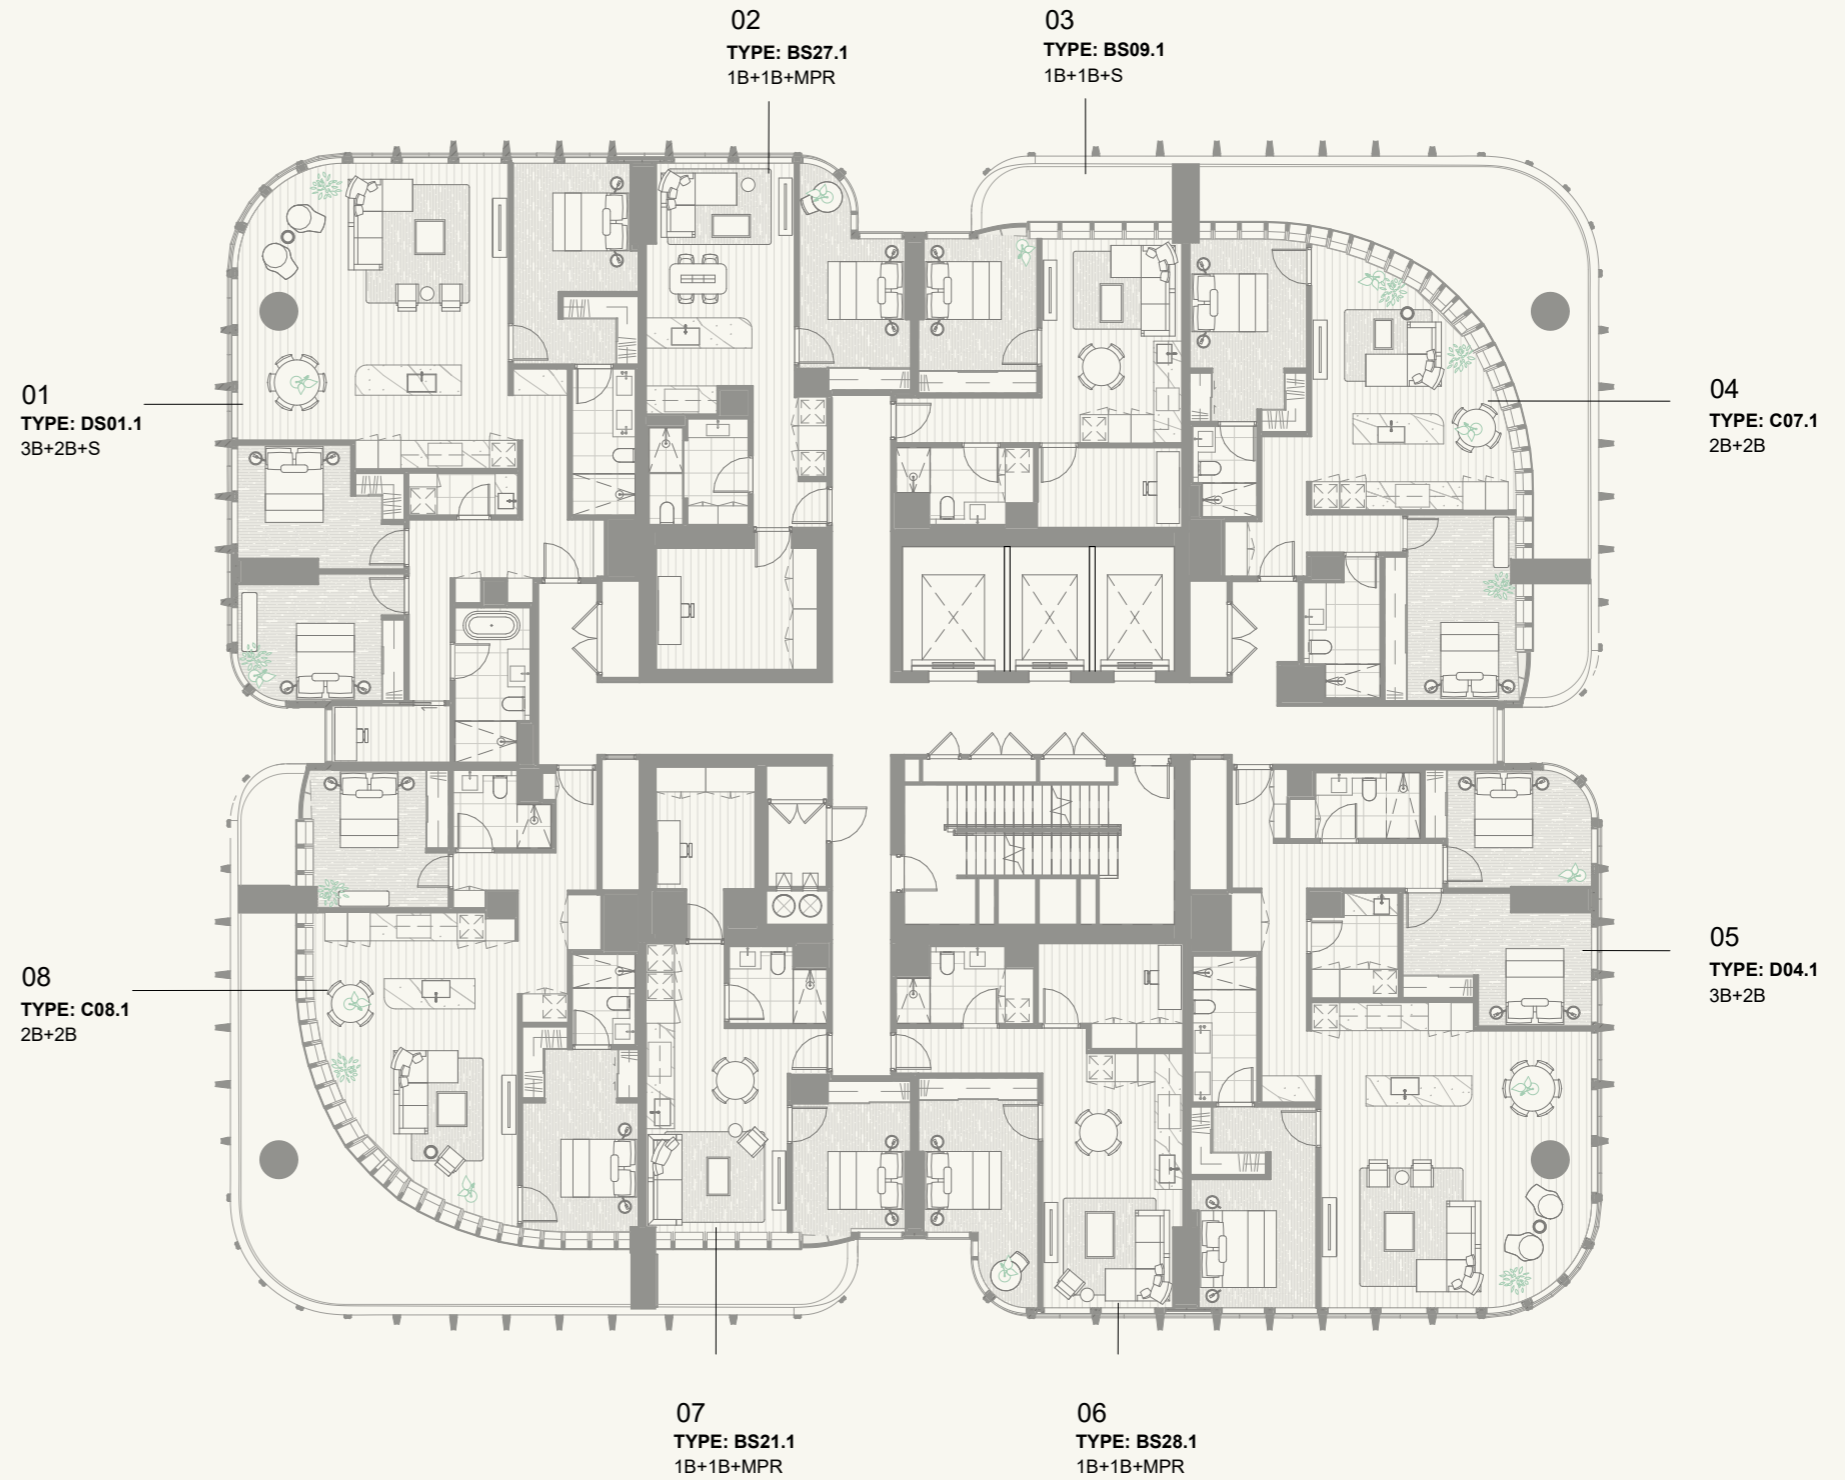 02
TYPE: BS27.1
1B+1B+MPR
03
TYPE: BS09.1
1B+1B+S
01
TYPE: DS01.1
3B+2B+S
04
TYPE: C07.1
2B+2B
05
TYPE: D04.1
3B+2B
08
TYPE: C08.1
2B+2B
07
TYPE: BS21.1
1B+1B+MPR
06
TYPE: BS28.1
1B+1B+MPR